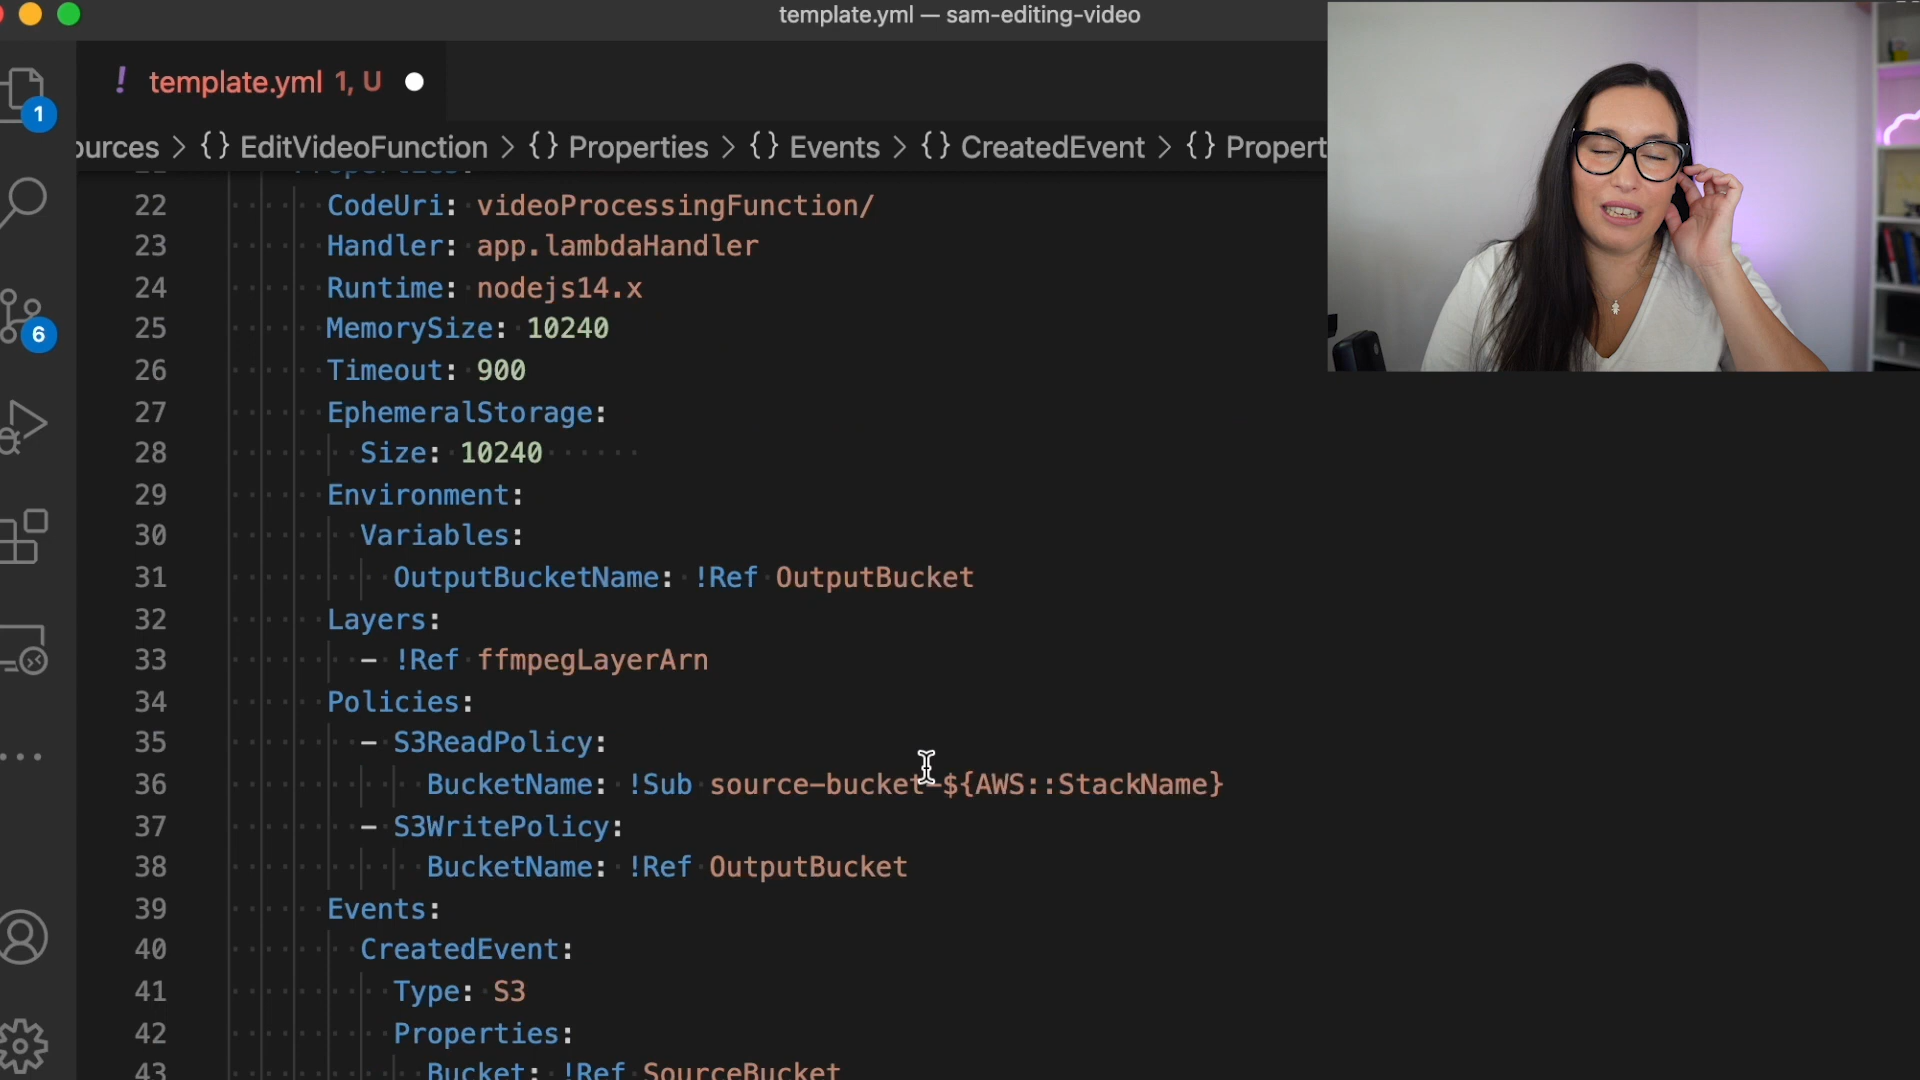 template.yml — sam-editing-video
! template.yml 1, U
1
ources > {} EditVideoFunction > {} Properties > {} Events > {} CreatedEvent > {} Propert
Properties:
22 CodeUri: videoProcessingFunction/
23 Handler: app.lambdaHandler
24 Runtime: nodejs14.x
25 MemorySize: 10240
6
26 Timeout: 900
27 EphemeralStorage:
28 Size: 10240
29 Environment:
30 Variables:
31 OutputBucketName: !Ref OutputBucket
32 Layers:
33 - !Ref ffmpegLayerArn
34 Policies:
35 - S3ReadPolicy:
36 BucketName: !Sub source-bucket-${AWS::StackName}
37 - S3WritePolicy:
38 BucketName: !Ref OutputBucket
39 Events:
40 CreatedEvent:
41 Type: S3
42 Properties:
43 Bucket: !Ref SourceBucket